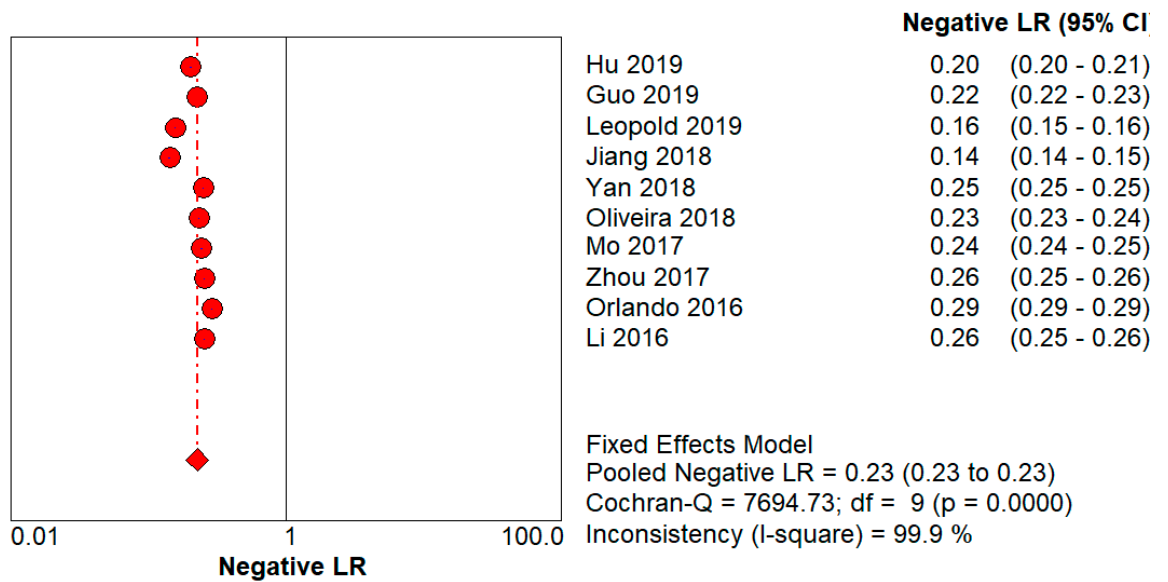 Negative LR (95% CI)
Hu 2019 0.20 (0.20 - 0.21)
Guo 2019 0.22 (0.22 - 0.23)
Leopold 2019 0.16 (0.15 - 0.16)
Jiang 2018 0.14 (0.14 - 0.15)
Yan 2018 0.25 (0.25 - 0.25)
Oliveira 2018 0.23 (0.23 - 0.24)
Mo 2017 0.24 (0.24 - 0.25)
Zhou 2017 0.26 (0.25 - 0.26)
Orlando 2016 0.29 (0.29 - 0.29)
Li 2016 0.26 (0.25 - 0.26)
Fixed Effects Model
Pooled Negative LR = 0.23 (0.23 to 0.23)
Cochran-Q = 7694.73; df = 9 (p = 0.0000)
Inconsistency (I-square) = 99.9 %
0.01 1 100.0
Negative LR